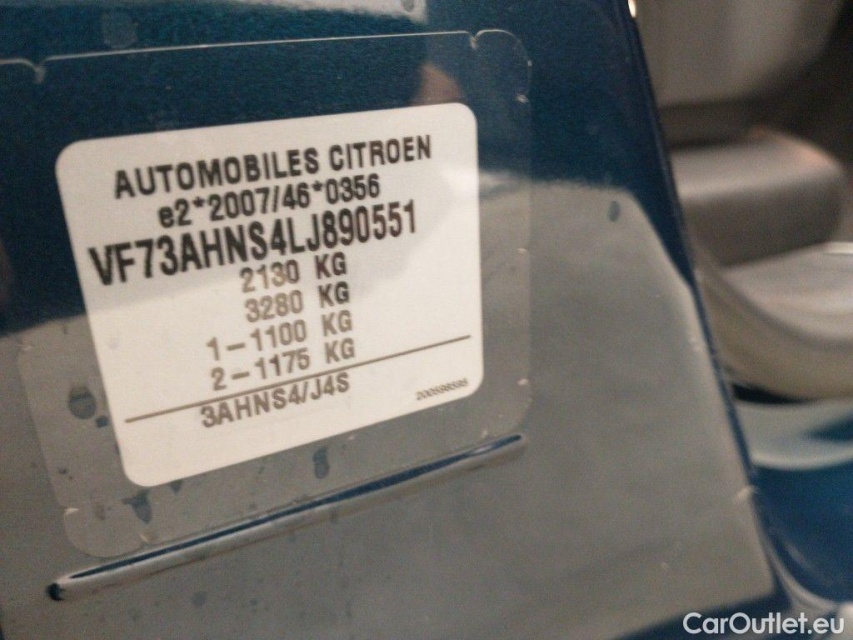 AUTOMOBILES CITROEN
e2*2007/46*0356
VF73AHNS4LJ890551
2130 KG
3280 KG
1-1100 KG
2-1175 KG
3AHNS4/J4S
CarOutlet.eu